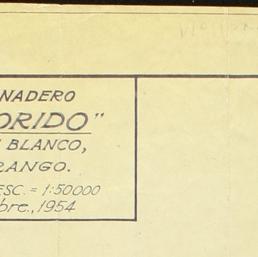 NADERO
ORIDO"
BLANCO,
RANGO.
ESC. = 1:50000
bre., 1954